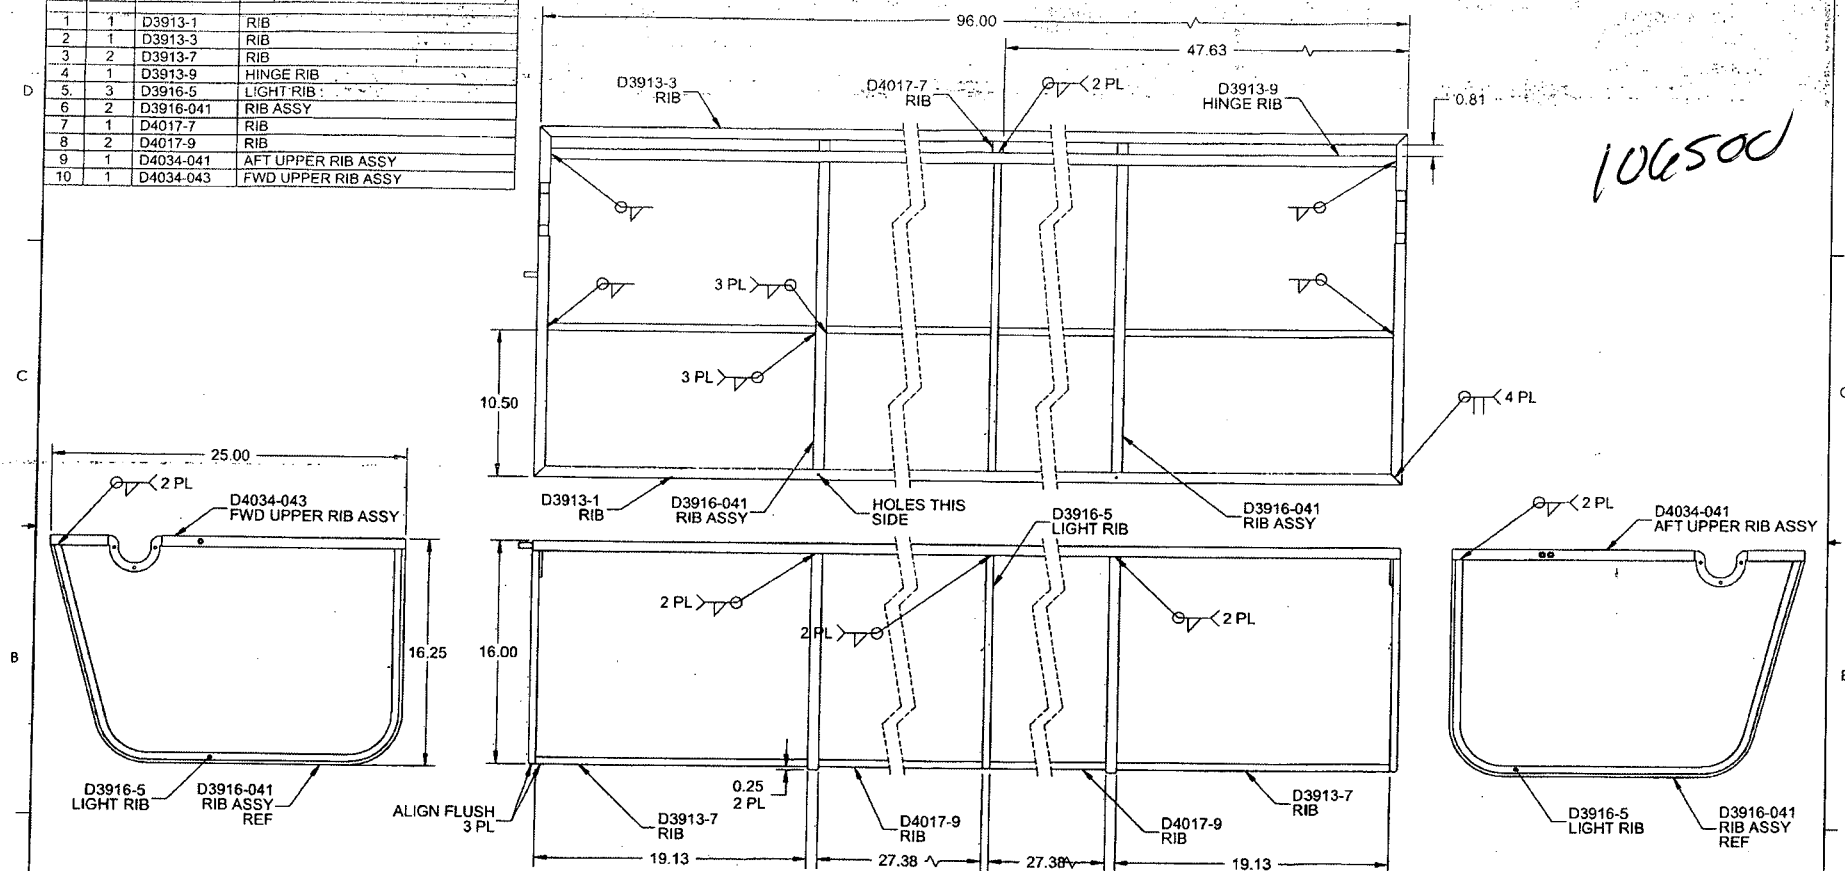 1 1 D3913-1 RIB
2 1 D3913-3 RIB
3 2 D3913-7 RIB
4 1 D3913-9 HINGE RIB
5. 3 D3916-5 LIGHT RIB
6 2 D3916-041 RIB ASSY
7 1 D4017-7 RIB
8 2 D4017-9 RIB
9 1 D4034-041 AFT UPPER RIB ASSY
10 1 D4034-043 FWD UPPER RIB ASSY
96.00
47.63
D
D3913-3
RIB
D4017-7
RIB
2 PL
D3913-9
HINGE RIB
0.81
3 PL
3 PL
C
10.50
4 PL
D3913-1
RIB
D3916-041
RIB ASSY
HOLES THIS
SIDE
D3916-5
LIGHT RIB
D3916-041
RIB ASSY
25.00
2 PL
D4034-043
FWD UPPER RIB ASSY
16.25
D3916-5
LIGHT RIB
D3916-041
RIB ASSY
REF
B
16.00
2 PL
2 PL
2 PL
ALIGN FLUSH
3 PL
D3913-7
RIB
0.25
2 PL
D4017-9
RIB
D4017-9
RIB
D3913-7
RIB
19.13
27.38
27.38
19.13
2 PL
D4034-041
AFT UPPER RIB ASSY
D3916-5
LIGHT RIB
D3916-041
RIB ASSY
REF